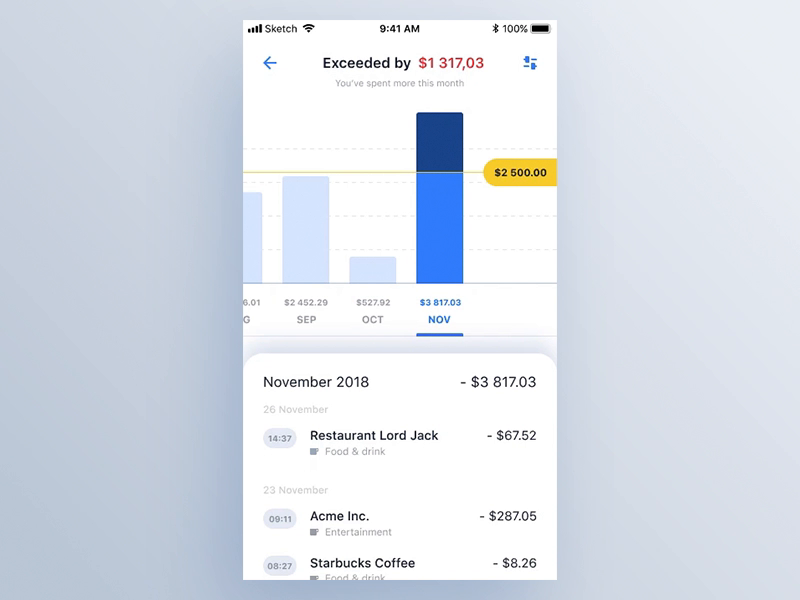 Sketch 9:41 AM 100%
Exceeded by $1 317,03
You've spent more this month
$2 500.00
6.01 $2 452.29 $527.92 $3 817.03
G SEP OCT NOV
November 2018 - $3 817.03
26 November
14:37 Restaurant Lord Jack - $67.52
Food & drink
23 November
09:11 Acme Inc. - $287.05
Entertainment
08:27 Starbucks Coffee - $8.26
Food & drink